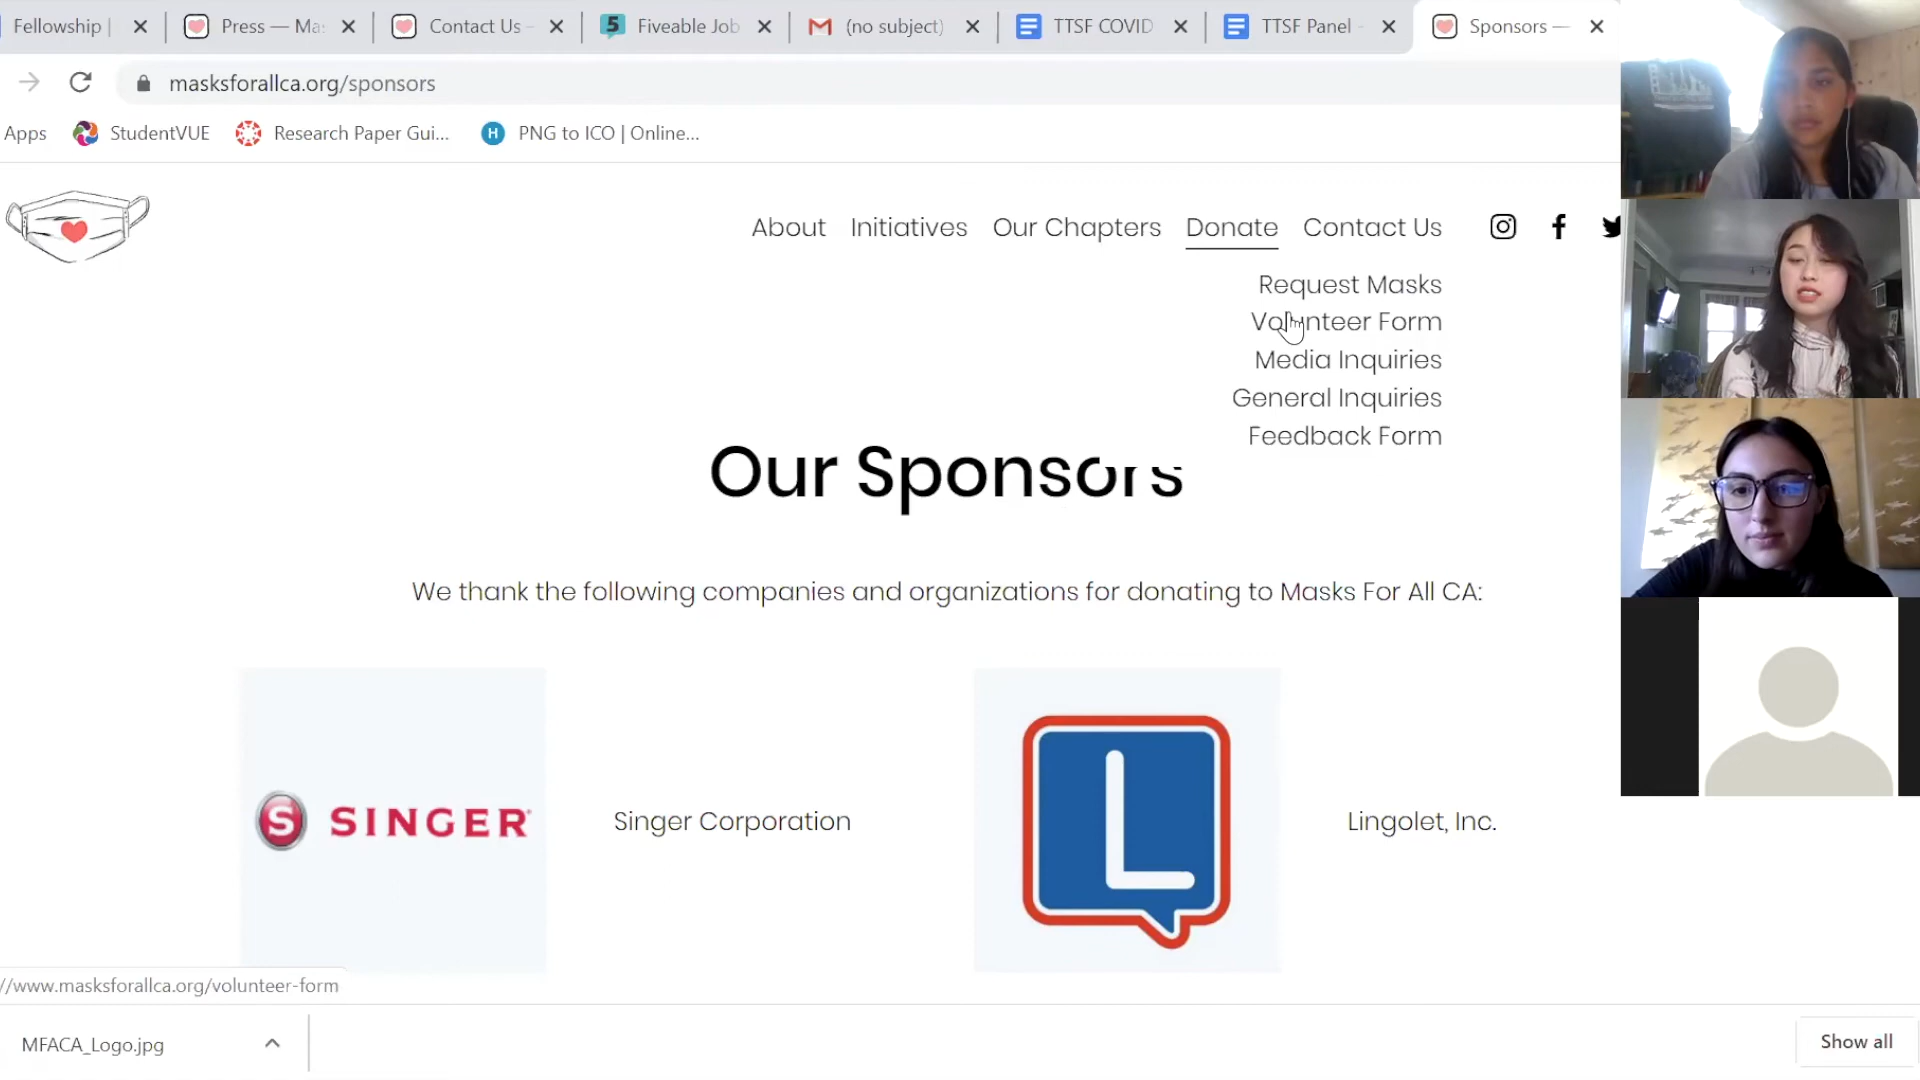 Fellowship |
Press — Ma
Contact Us -
5
Fiveable Job
(no subject)
TTSF COVID
TTSF Panel -
Sponsors —
masksforallca.org/sponsors
Apps
StudentVUE
Research Paper Gui...
H
PNG to ICO | Online...
About
Initiatives
Our Chapters
Donate
Contact Us
Request Masks
Volunteer Form
Media Inquiries
General Inquiries
Feedback Form
Our Sponsors
We thank the following companies and organizations for donating to Masks For All CA:
S SINGER
Singer Corporation
L
Lingolet, Inc.
//www.masksforallca.org/volunteer-form
MFACA_Logo.jpg
Show all